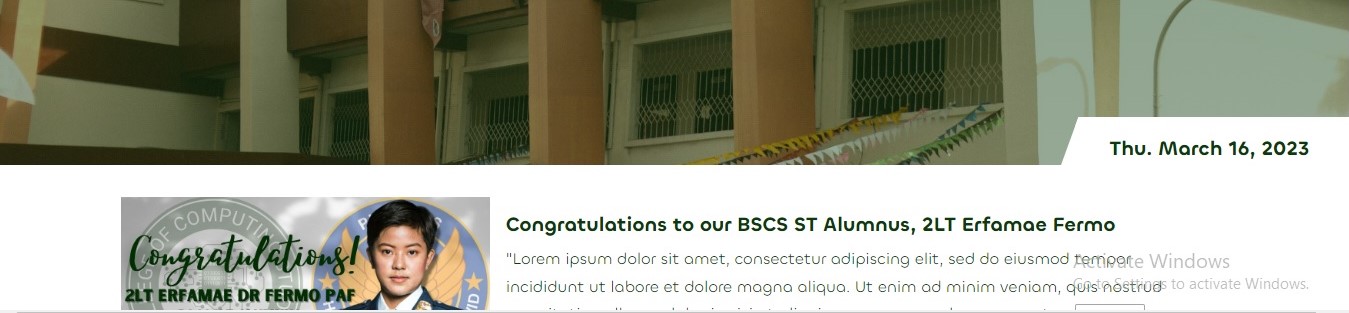 Thu. March 16, 2023
Congratulations to our BSCS ST Alumnus, 2LT Erfamae Fermo
"Lorem ipsum dolor sit amet, consectetur adipiscing elit, sed do eiusmod tempor
incididunt ut labore et dolore magna aliqua. Ut enim ad minim veniam, quis nostrud
OF COMPUTIN
Congratulations!
2LT ERFAMAE DR FERMO PAF
Activate Windows
Go to Settings to activate Windows.